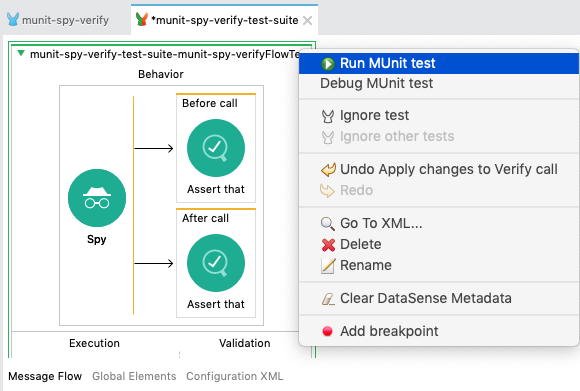 munit-spy-verify
*munit-spy-verify-test-suite
munit-spy-verify-test-suite-munit-spy-verifyFlowTe
Behavior
Before call
Assert that
Spy
After call
Assert that
Execution
Validation
Run MUnit test
Debug MUnit test
Ignore test
Ignore other tests
Undo Apply changes to Verify call
Redo
Go To XML...
Delete
Rename
Clear DataSense Metadata
Add breakpoint
Message Flow
Global Elements
Configuration XML